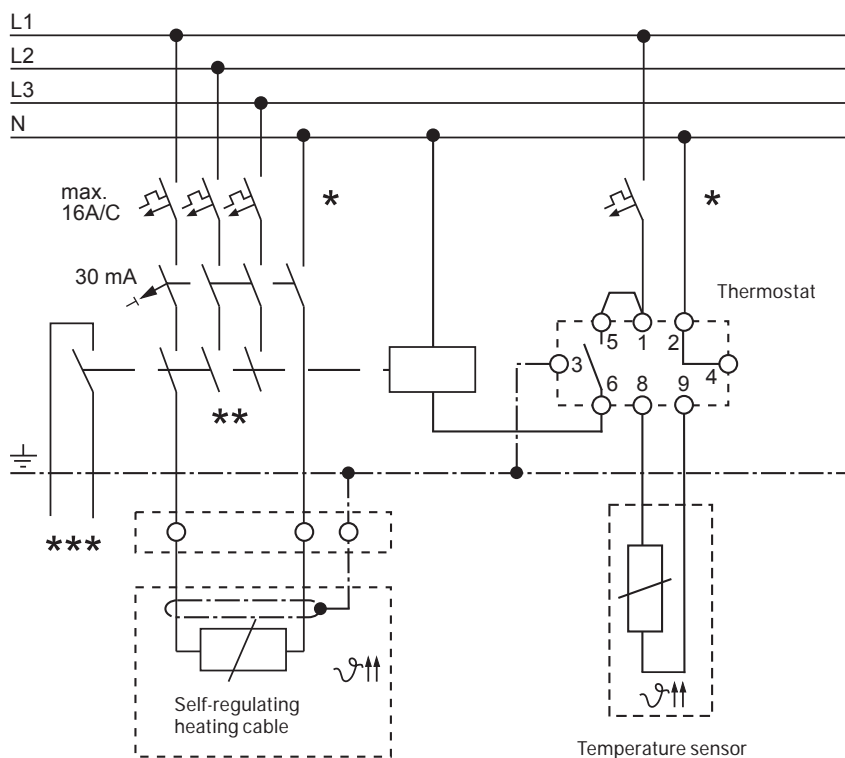 L1
L2
L3
N
max.
16A/C
*
*
30 mA
Thermostat
5 1 2
3
4
6 8 9
**
***
ϑ
Self-regulating
heating cable
ϑ
Temperature sensor